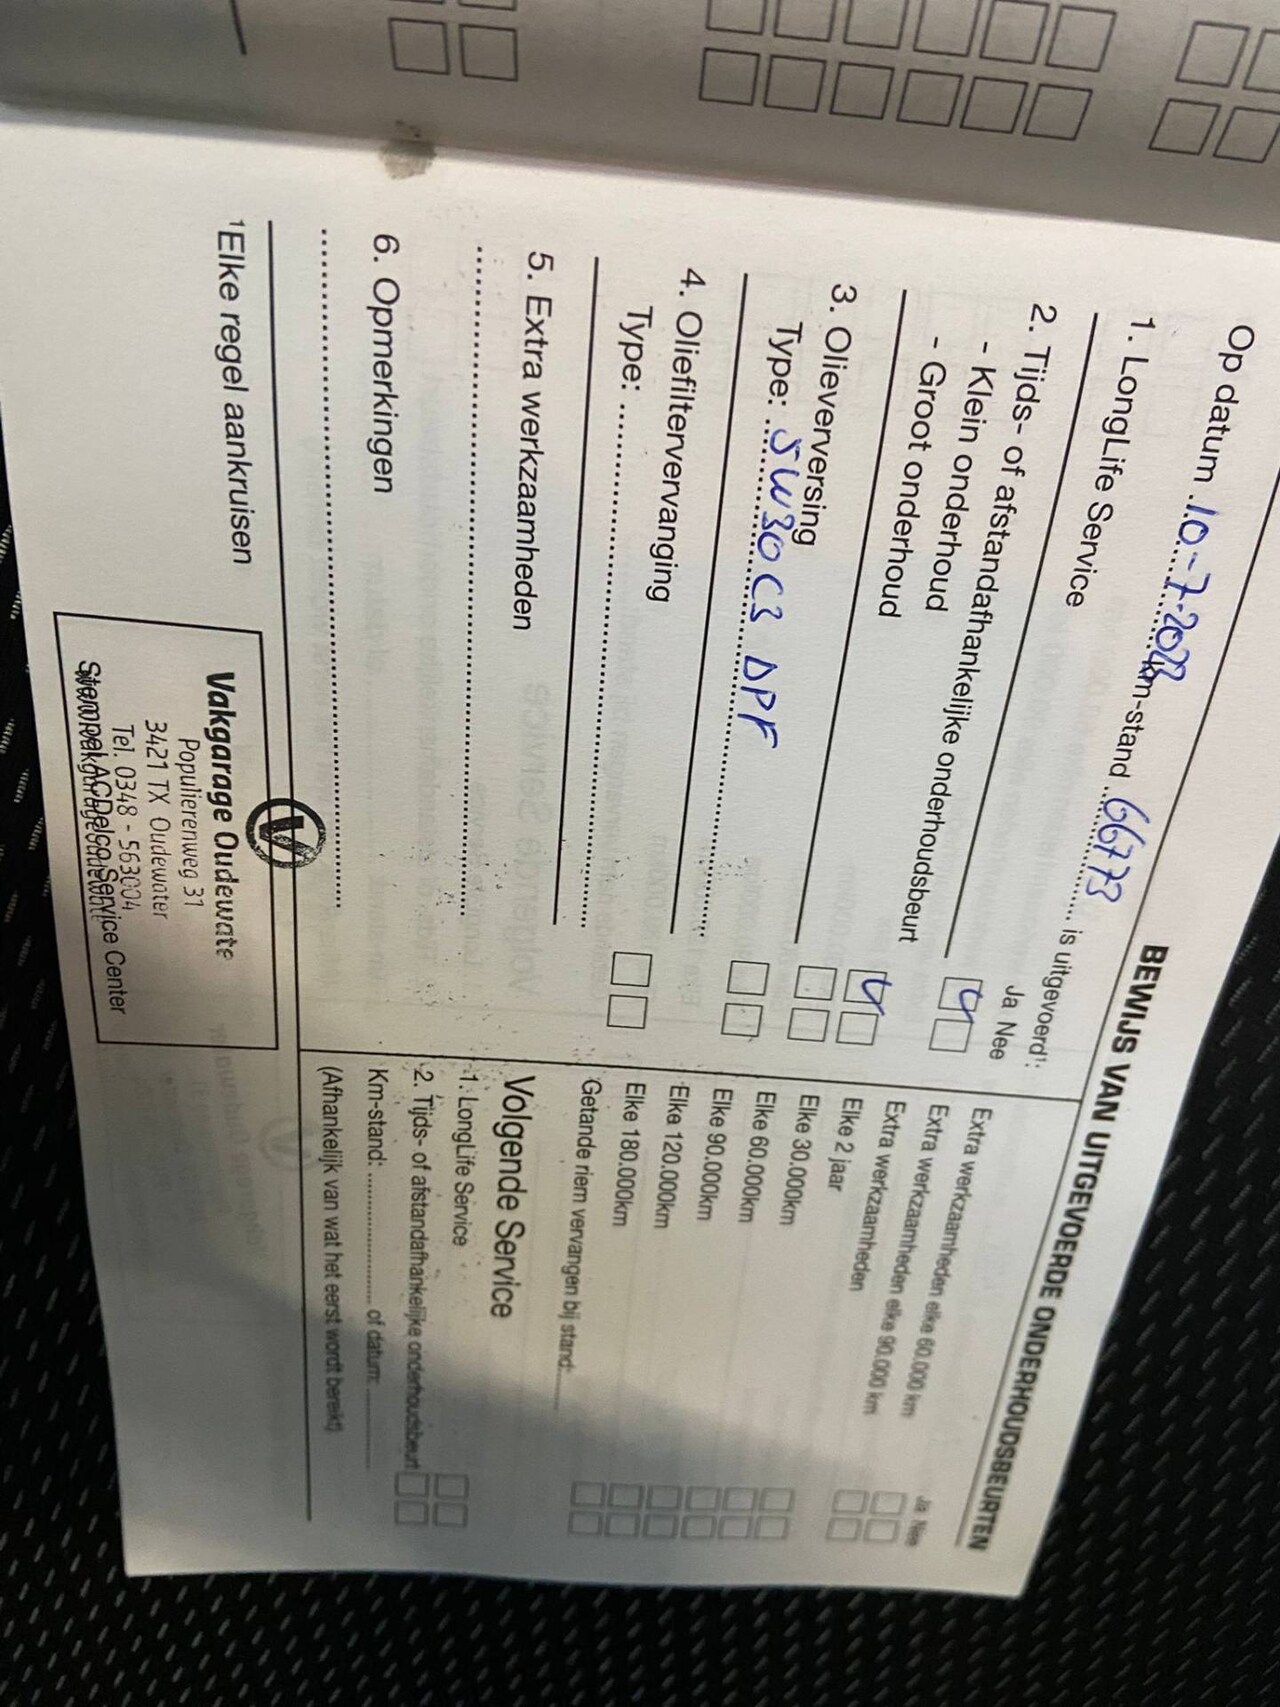 BEWIJS VAN UITGEVOERDE ONDERHOUDSBEURTEN
Op datum 10-7-2022 km-stand 66773 is uitgevoerd¹:
Ja Nee
1. LongLife Service
2. Tijds- of afstandafhankelijke onderhoudsbeurt
- Klein onderhoud
- Groot onderhoud
3. Olieverversing
Type: 5W30 C3 DPF
4. Oliefiltervervanging
Type:
5. Extra werkzaamheden
6. Opmerkingen
¹Elke regel aankruisen
Vakgarage Oudewate
Populierenweg 31
3421 TX Oudewater
Tel. 0348 - 563004
Stempel ACDelco Service Center
Extra werkzaamheden
Ja Nee
Extra werkzaamheden elke 60.000 km
Extra werkzaamheden elke 90.000 km
Extra werkzaamheden
Elke 2 jaar
Elke 30.000km
Elke 60.000km
Elke 90.000km
Elke 120.000km
Elke 180.000km
Getande riem vervangen bij stand:
Volgende Service
1. LongLife Service
2. Tijds- of afstandafhankelijke onderhoudsbeurt
Km-stand: of datum:
(Afhankelijk van wat het eerst wordt bereikt)